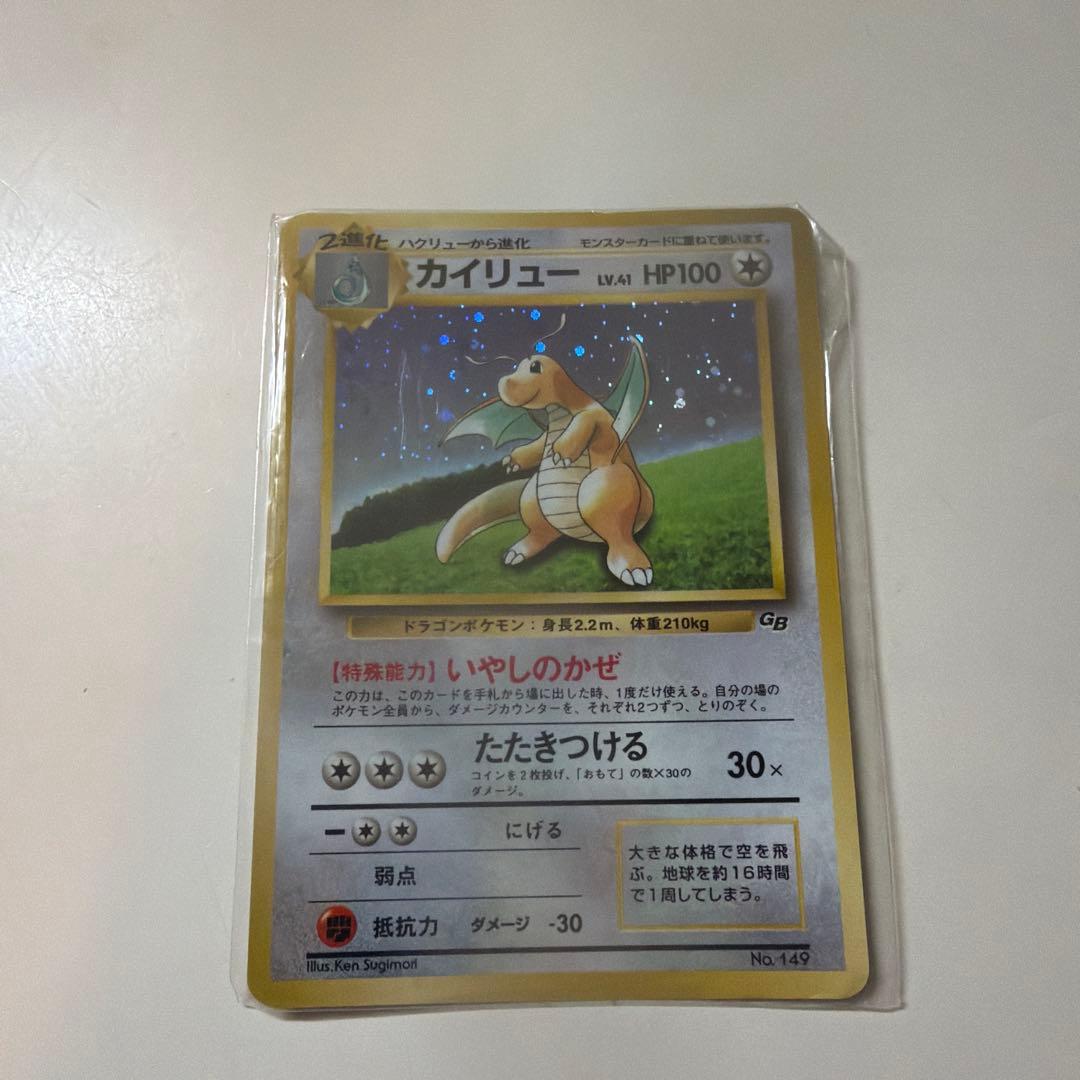 2進化 ハクリューから進化 モンスターカードに重ねて使います。
カイリュー LV.41 HP100
ドラゴンポケモン：身長2.2m、体重210kg
GB
【特殊能力】いやしのかぜ
この力は、このカードを手札から場に出した時、1度だけ使える。自分の場の
ポケモン全員から、ダメージカウンターを、それぞれ2つずつ、とりのぞく。
たたきつける 30×
コインを2枚投げ、「おもて」の数×30の
ダメージ。
にげる
弱点
抵抗力 ダメージ -30
大きな体格で空を飛
ぶ。地球を約16時間
で1周してしまう。
Illus.Ken Sugimori
No. 149